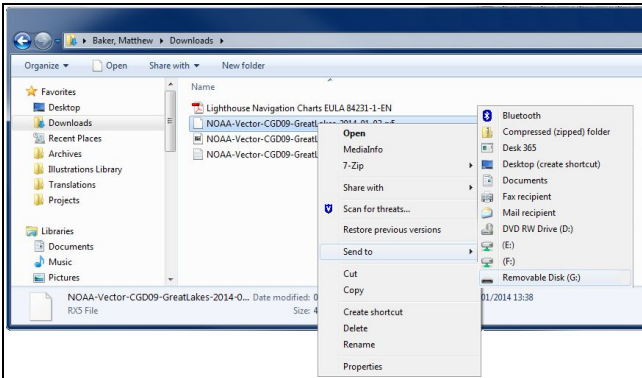 Baker, Matthew ▸ Downloads ▸
Organize Open Share with New folder
Favorites
Desktop
Downloads
Recent Places
Archives
Illustrations Library
Translations
Projects
Libraries
Documents
Music
Pictures
Name
Lighthouse Navigation Charts EULA 84231-1-EN
NOAA-Vector-CGD09-GreatLakes-2014-01-02.rx5
NOAA-Vector-CGD09-GreatL
NOAA-Vector-CGD09-GreatL
Open
MediaInfo
7-Zip
Share with
Scan for threats...
Restore previous versions
Send to
Cut
Copy
Create shortcut
Delete
Rename
Properties
Bluetooth
Compressed (zipped) folder
Desk 365
Desktop (create shortcut)
Documents
Fax recipient
Mail recipient
DVD RW Drive (D:)
(E:)
(F:)
Removable Disk (G:)
NOAA-Vector-CGD09-GreatLakes-2014-0... Date modified: 0
01/2014 13:38
RX5 File Size: 4